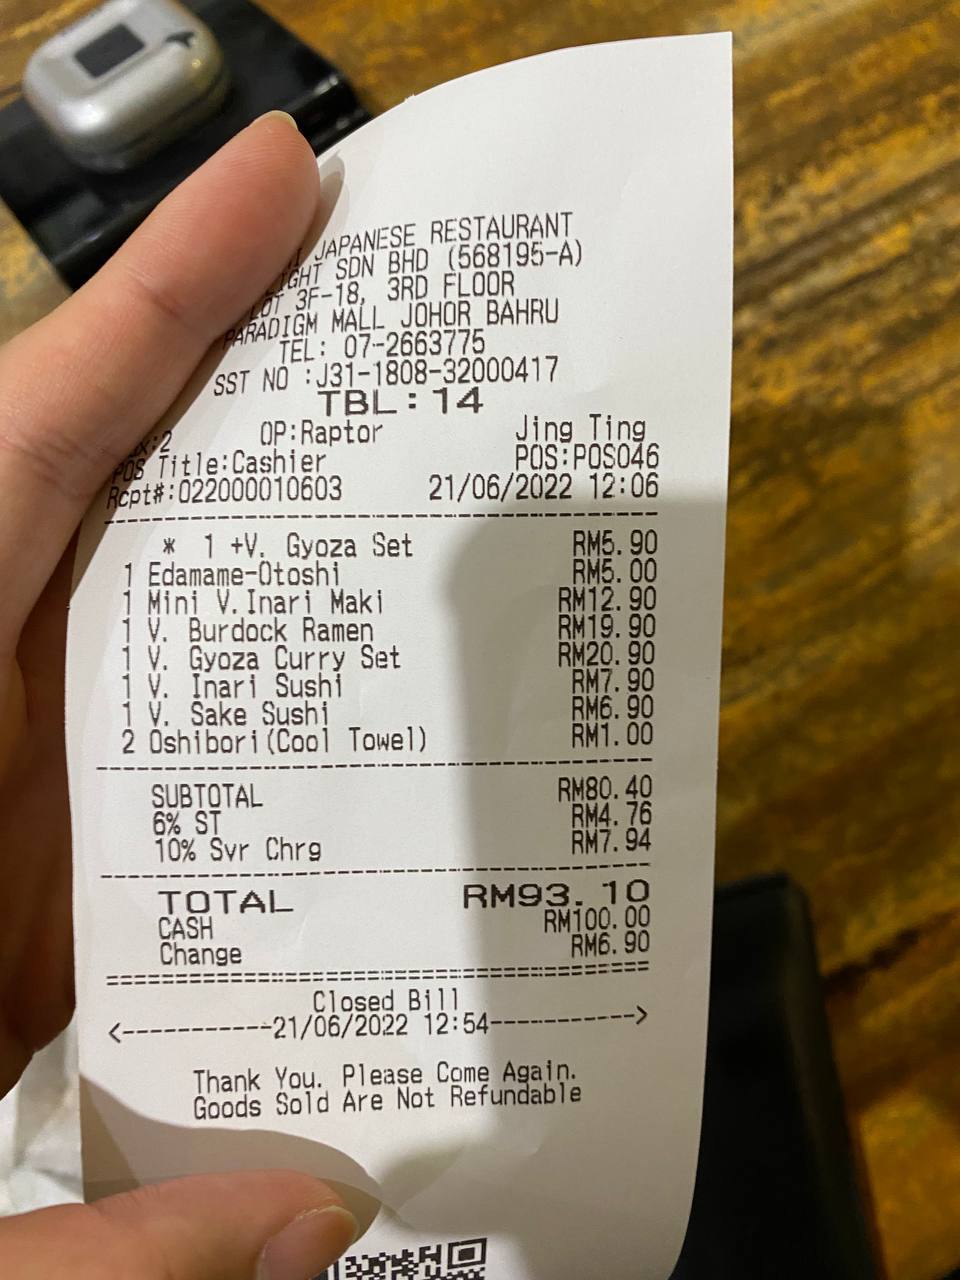 JAPANESE RESTAURANT
SDN BHD (568195-A)
LOT 3F-18, 3RD FLOOR
PARADIGM MALL JOHOR BAHRU
TEL: 07-2663775
SST NO :J31-1808-32000417
TBL:14
OP:Raptor Jing Ting
POS Title:Cashier POS:POS046
Rcpt#:022000010603 21/06/2022 12:06
* 1 +V. Gyoza Set RM5.90
1 Edamame-Otoshi RM5.00
1 Mini V.Inari Maki RM12.90
1 V. Burdock Ramen RM19.90
1 V. Gyoza Curry Set RM20.90
1 V. Inari Sushi RM7.90
1 V. Sake Sushi RM6.90
2 Oshibori(Cool Towel) RM1.00
SUBTOTAL RM80.40
6% ST RM4.76
10% Svr Chrg RM7.94
TOTAL RM93.10
CASH RM100.00
Change RM6.90
Closed Bill
<-----------21/06/2022 12:54----------->
Thank You. Please Come Again.
Goods Sold Are Not Refundable